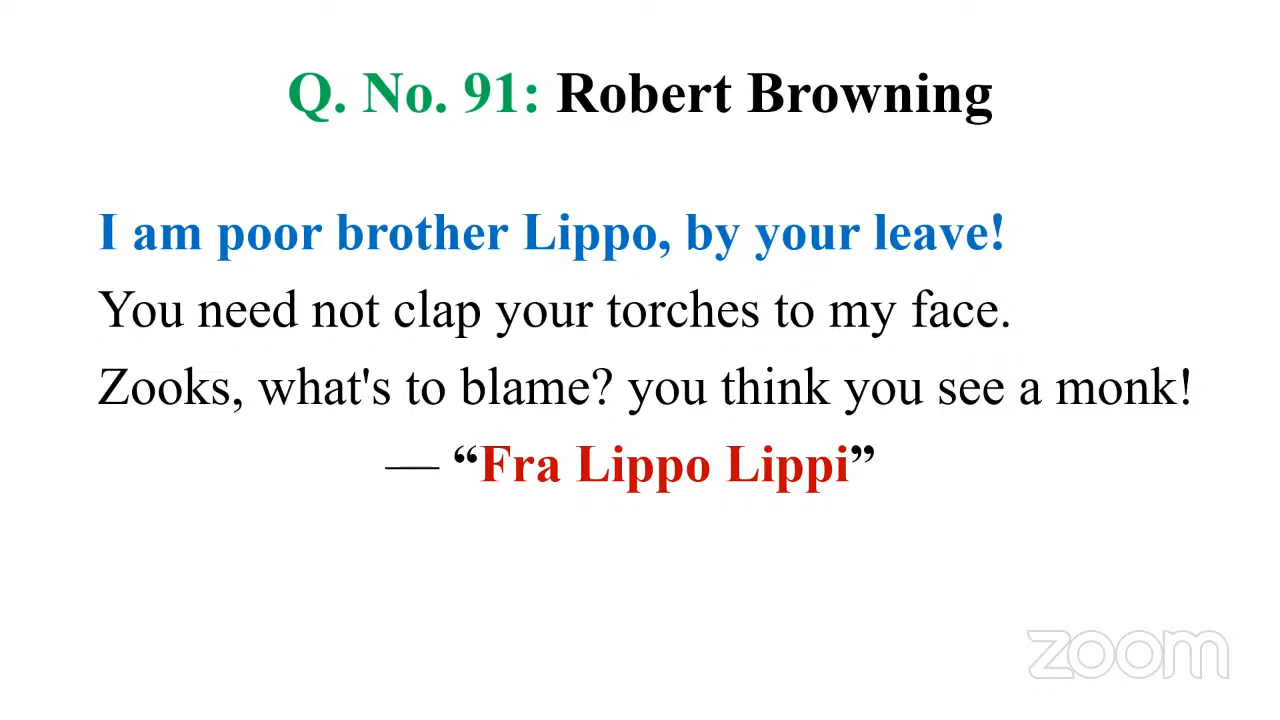 Q. No. 91: Robert Browning
I am poor brother Lippo, by your leave!
You need not clap your torches to my face.
Zooks, what's to blame? you think you see a monk!
— “Fra Lippo Lippi”
zoom